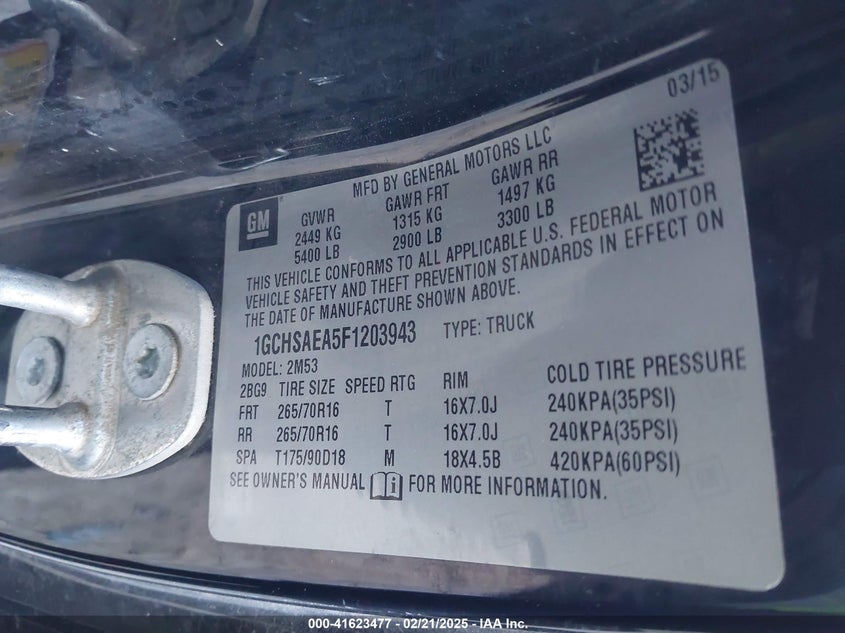 03/15
MFD BY GENERAL MOTORS LLC
GM
GVWR GAWR FRT GAWR RR
2449 KG 1315 KG 1497 KG
5400 LB 2900 LB 3300 LB
THIS VEHICLE CONFORMS TO ALL APPLICABLE U.S. FEDERAL MOTOR
VEHICLE SAFETY AND THEFT PREVENTION STANDARDS IN EFFECT ON
THE DATE OF MANUFACTURE SHOWN ABOVE.
1GCHSAEA5F1203943 TYPE: TRUCK
MODEL: 2M53
2BG9 TIRE SIZE SPEED RTG RIM COLD TIRE PRESSURE
FRT 265/70R16 T 16X7.0J 240KPA(35PSI)
RR 265/70R16 T 16X7.0J 240KPA(35PSI)
SPA T175/90D18 M 18X4.5B 420KPA(60PSI)
SEE OWNER'S MANUAL i FOR MORE INFORMATION.
000-41623477 - 02/21/2025 - IAA Inc.